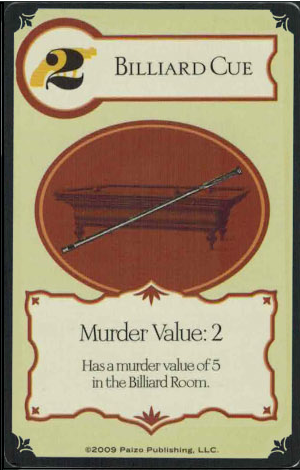 2
BILLIARD CUE
Murder Value: 2
Has a murder value of 5
in the Billiard Room.
©2009 Paizo Publishing, LLC.